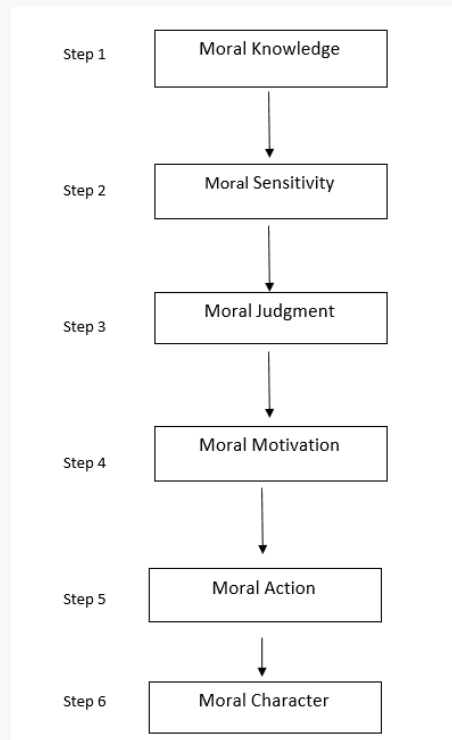 Step 1 Moral Knowledge
Step 2 Moral Sensitivity
Step 3 Moral Judgment
Step 4 Moral Motivation
Step 5 Moral Action
Step 6 Moral Character